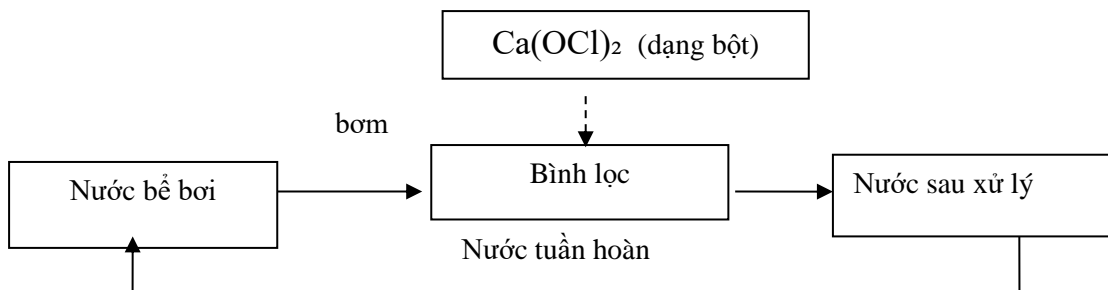 Ca(OCl)₂ (dạng bột)
bơm
Nước bể bơi
Bình lọc
Nước sau xử lý
Nước tuần hoàn